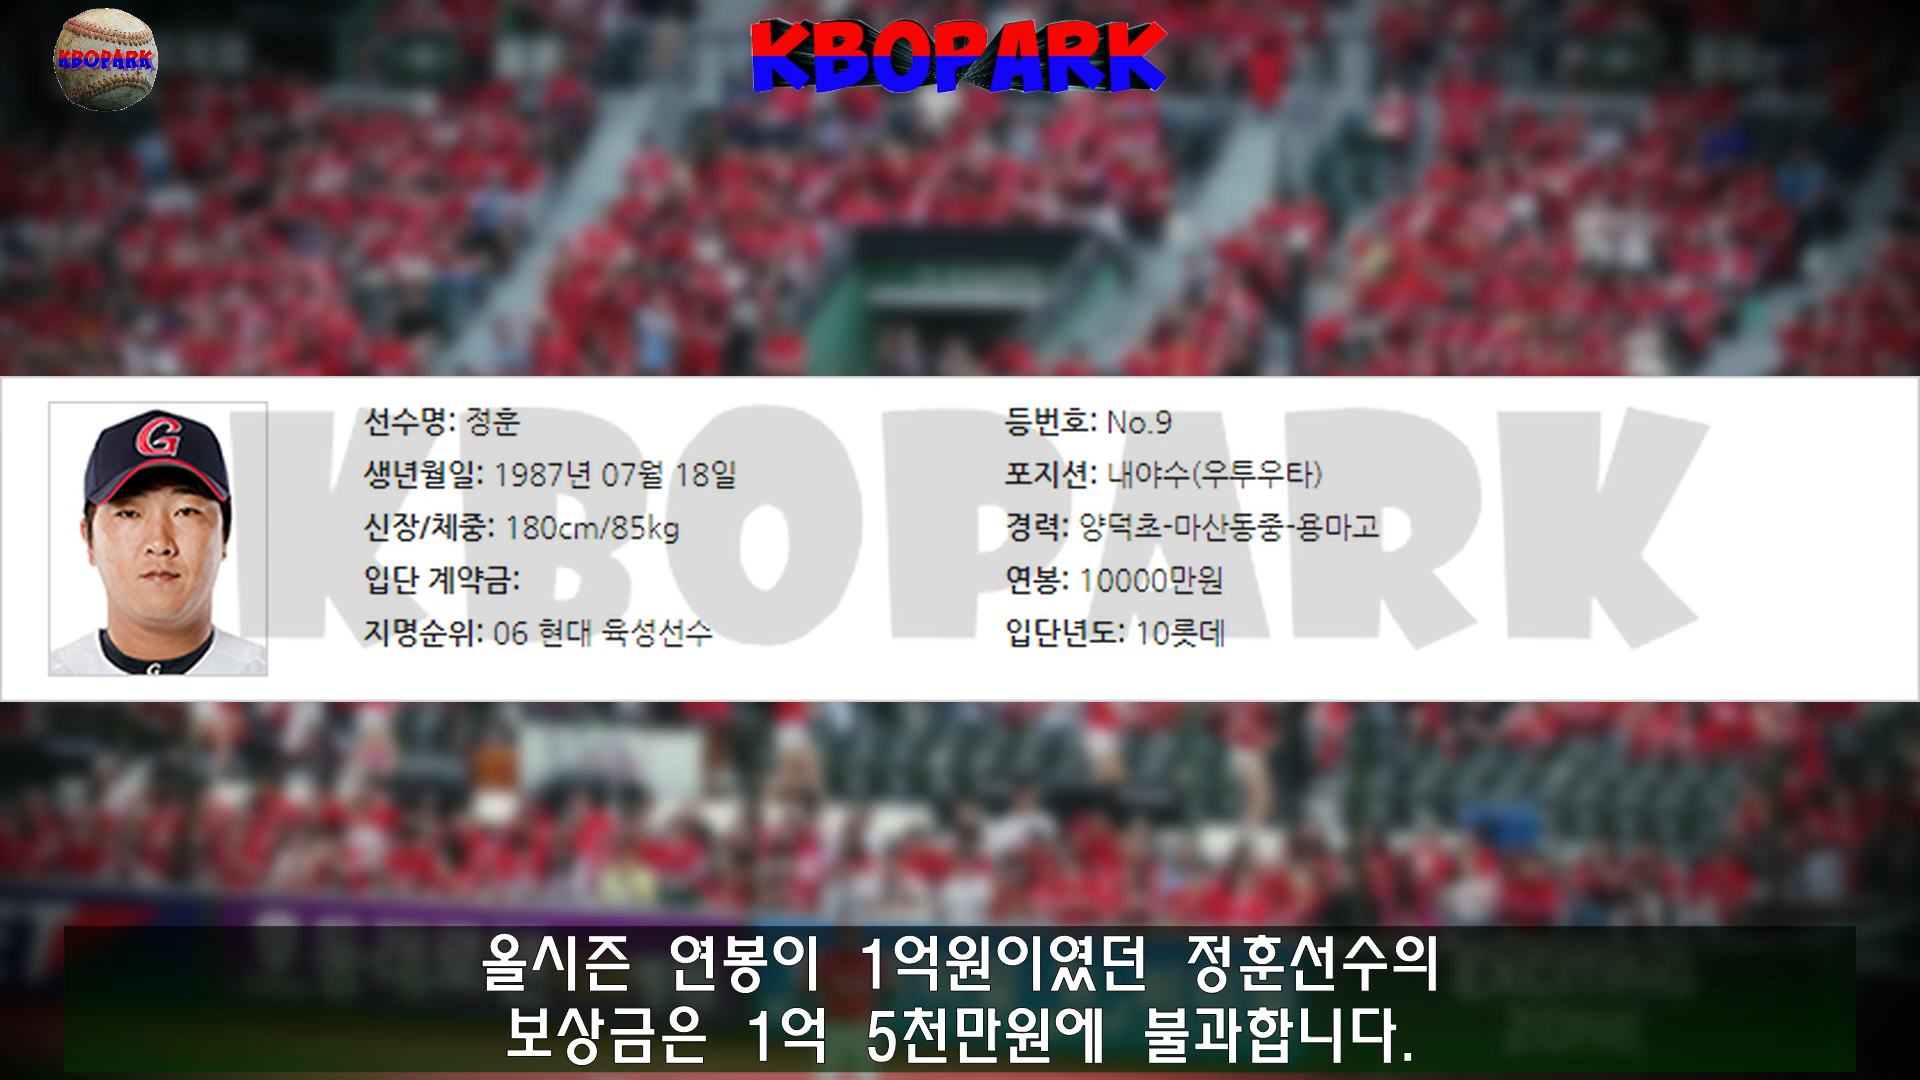 KBOPARK
KBOPARK
선수명: 정훈
등번호: No.9
생년월일: 1987년 07월 18일
포지션: 내야수(우투우타)
신장/체중: 180cm/85kg
경력: 양덕초-마산동중-용마고
입단 계약금:
연봉: 10000만원
지명순위: 06 현대 육성선수
입단년도: 10롯데
KBOPARK
G
올시즌 연봉이 1억원이였던 정훈선수의
보상금은 1억 5천만원에 불과합니다.